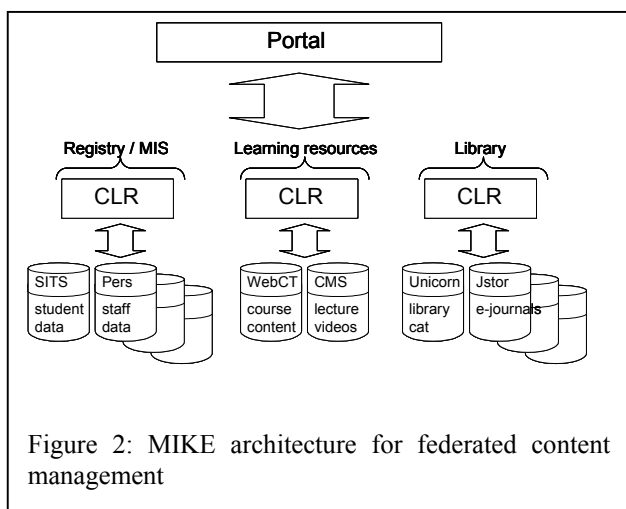 Portal
Registry / MIS Learning resources Library
CLR CLR CLR
SITS Pers WebCT CMS Unicorn Jstor
student staff course lecture library e-journals
data data content videos cat
Figure 2: MIKE architecture for federated content
management